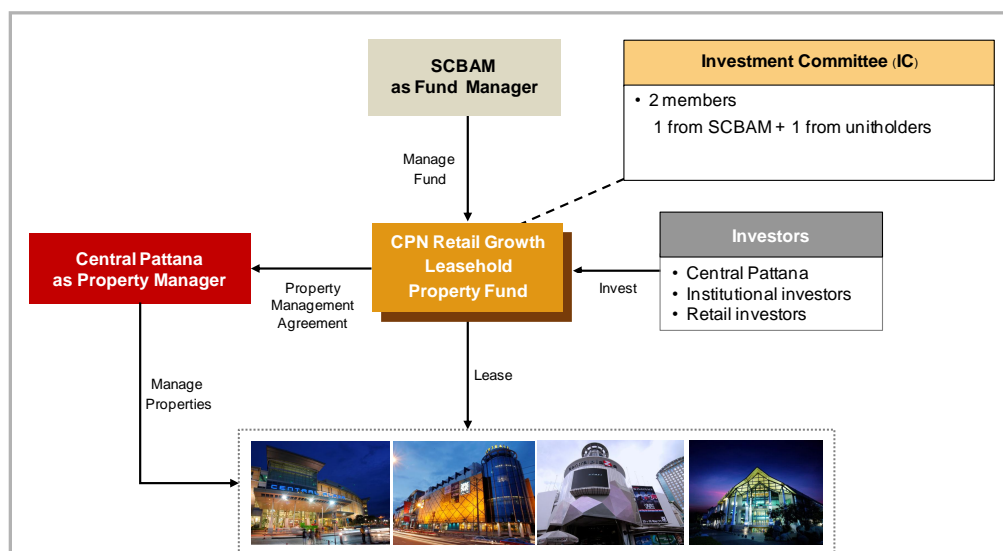 SCBAM
as Fund Manager
Investment Committee (IC)
• 2 members
1 from SCBAM + 1 from unitholders
Manage
Fund
CPN Retail Growth
Leasehold
Property Fund
Investors
• Central Pattana
• Institutional investors
• Retail investors
Invest
Central Pattana
as Property Manager
Property
Management
Agreement
Lease
Manage
Properties